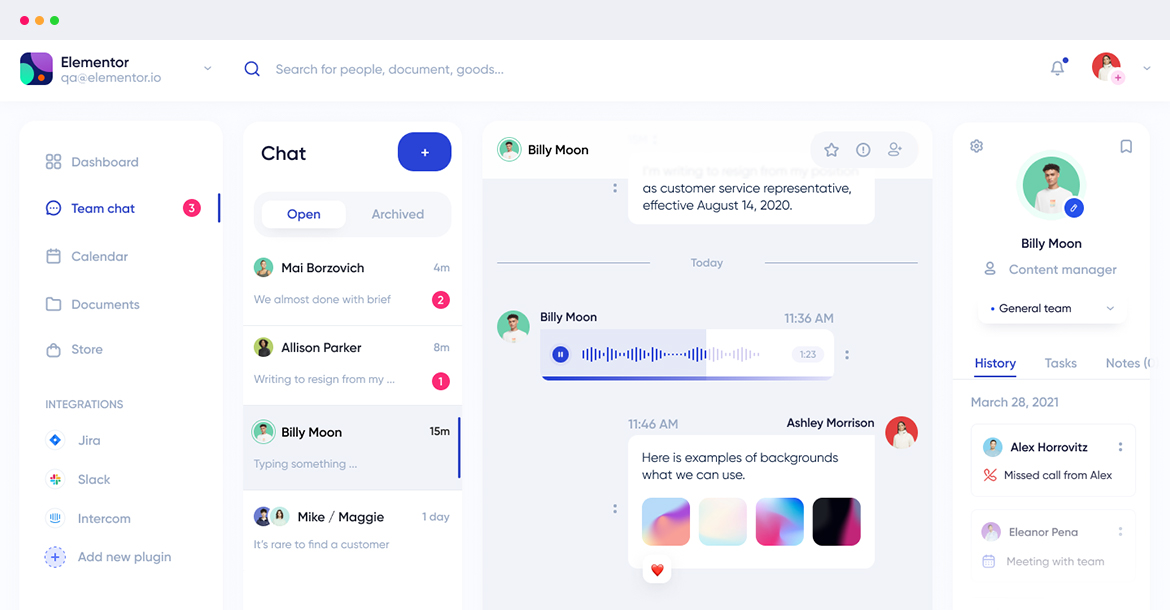 Elementor
qa@elementor.io
Search for people, document, goods...
Dashboard
Team chat
3
Calendar
Documents
Store
INTEGRATIONS
Jira
Slack
Intercom
Add new plugin
Chat
+
Open
Archived
Mai Borzovich
4m
We almost done with brief
2
Allison Parker
8m
Writing to resign from my ...
1
Billy Moon
15m
Typing something ...
Mike / Maggie
1 day
It's rare to find a customer
Billy Moon
I'm writing to resign from my position
as customer service representative,
effective August 14, 2020.
Today
Billy Moon
11:36 AM
1:23
11:46 AM
Ashley Morrison
Here is examples of backgrounds
what we can use.
Billy Moon
Content manager
• General team
History
Tasks
Notes (
March 28, 2021
Alex Horrovitz
Missed call from Alex
Eleanor Pena
Meeting with team